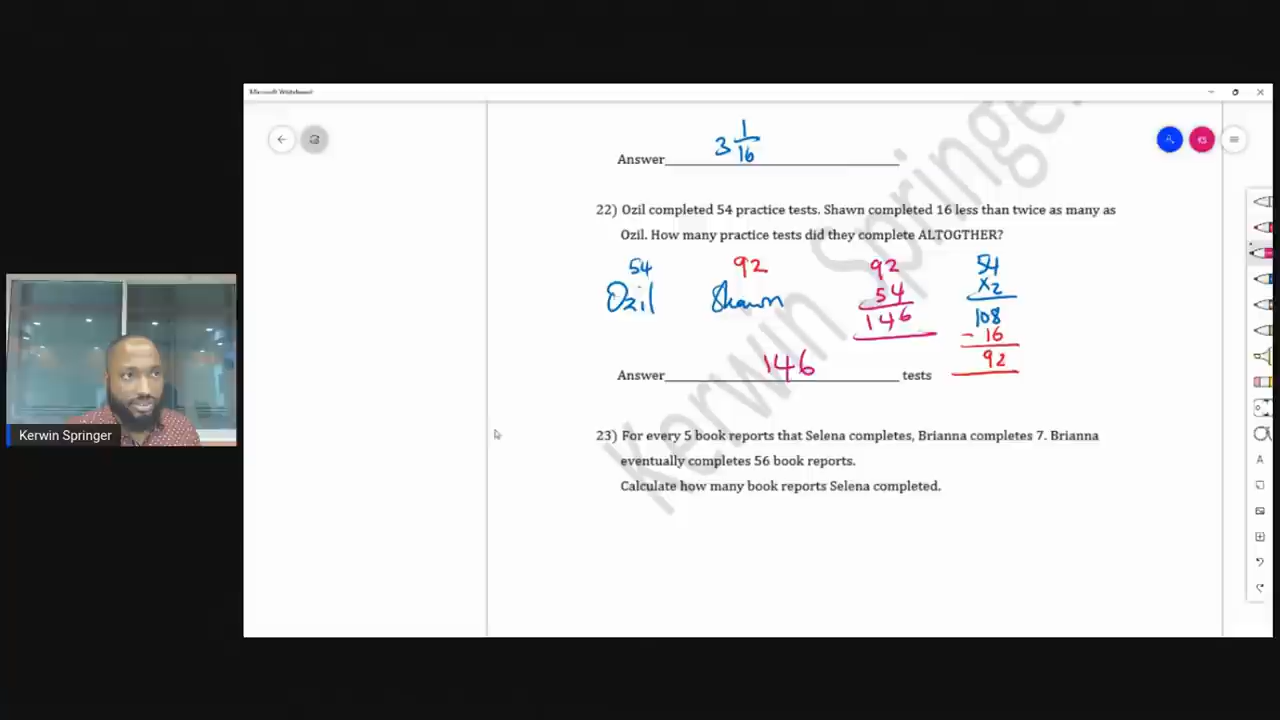 Microsoft Whiteboard
3 1/16
Answer
22) Ozil completed 54 practice tests. Shawn completed 16 less than twice as many as
Ozil. How many practice tests did they complete ALTOGTHER?
54
Ozil
92
Shawn
92
54
146
54
x2
108
- 16
92
Answer 146 tests
23) For every 5 book reports that Selena completes, Brianna completes 7. Brianna
eventually completes 56 book reports.
Calculate how many book reports Selena completed.
Kerwin Springer
KS
A
Kerwin Springer